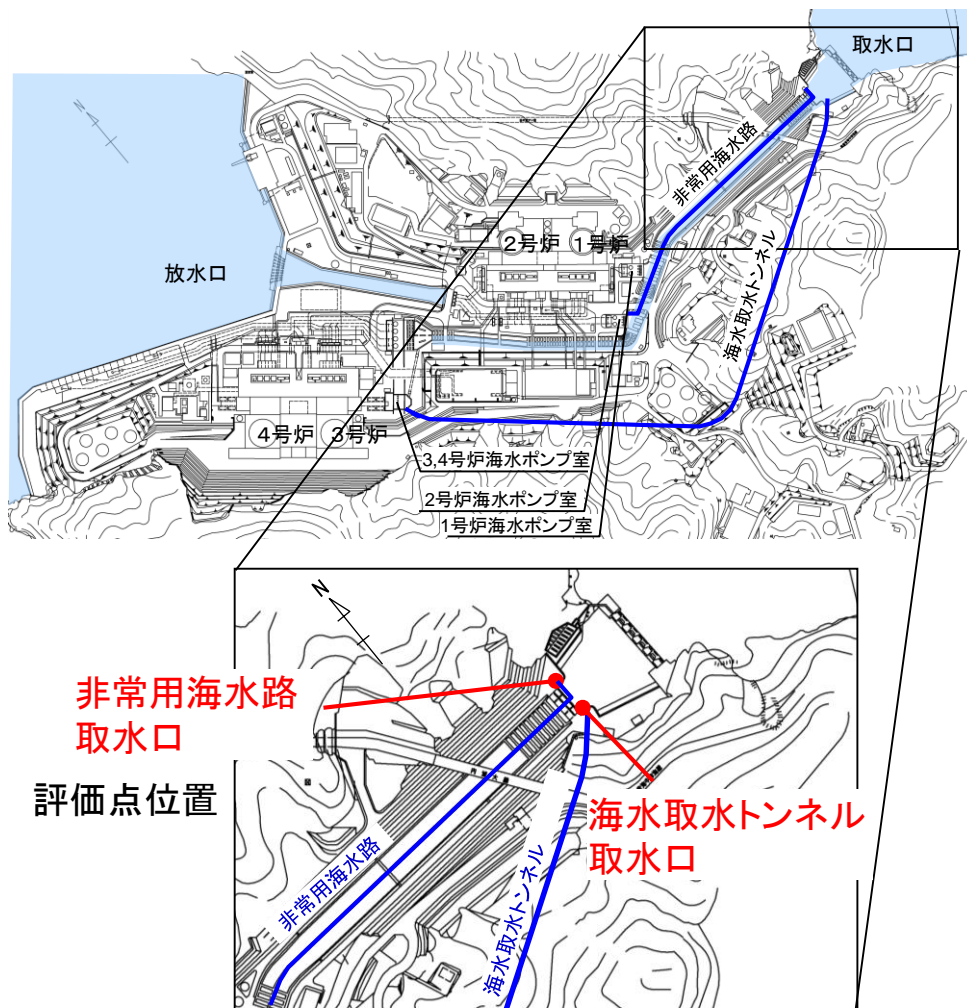 取水口
N
非常用海水路
2号炉
1号炉
放水口
海水取水トンネル
4号炉
3号炉
3,4号炉海水ポンプ室
2号炉海水ポンプ室
1号炉海水ポンプ室
N
非常用海水路
取水口
評価点位置
海水取水トンネル
取水口
非常用海水路
海水取水トンネル